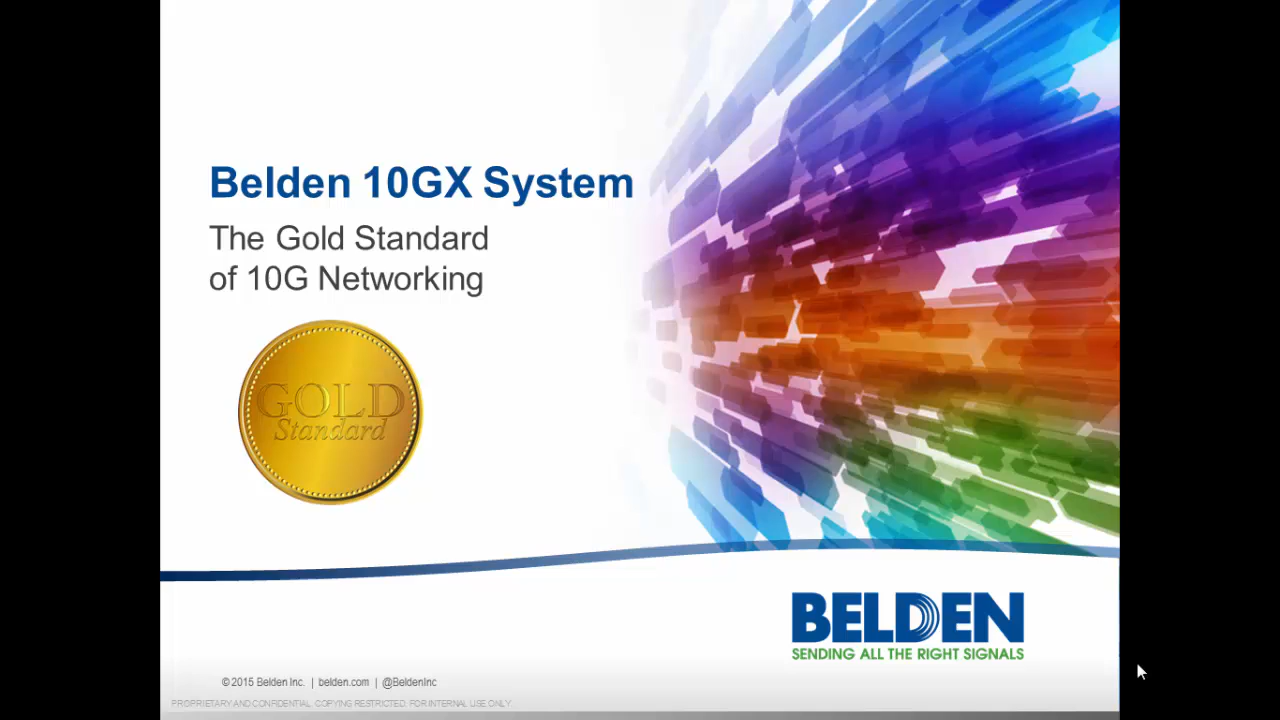 Belden 10GX System
The Gold Standard
of 10G Networking
GOLD
Standard
BELDEN
SENDING ALL THE RIGHT SIGNALS
© 2015 Belden Inc. | belden.com | @BeldenInc
PROPRIETARY AND CONFIDENTIAL. COPYING RESTRICTED. FOR INTERNAL USE ONLY.